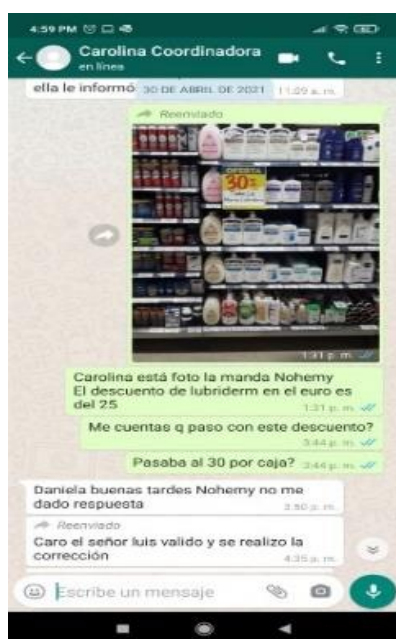 4:59 PM
Carolina Coordinadora
en línea
ella le informó
30 DE ABRIL DE 2021
11:09 a. m.
Reenviado
OFERTA
30%
1:31 p. m.
Carolina está foto la manda Nohemy
El descuento de lubriderm en el euro es
del 25
1:31 p. m.
Me cuentas q paso con este descuento?
3:44 p. m.
Pasaba al 30 por caja?
3:44 p. m.
Daniela buenas tardes Nohemy no me
dado respuesta
3:50 p. m.
Reenviado
Caro el señor luis valido y se realizo la
corrección
4:35 p. m.
Escribe un mensaje